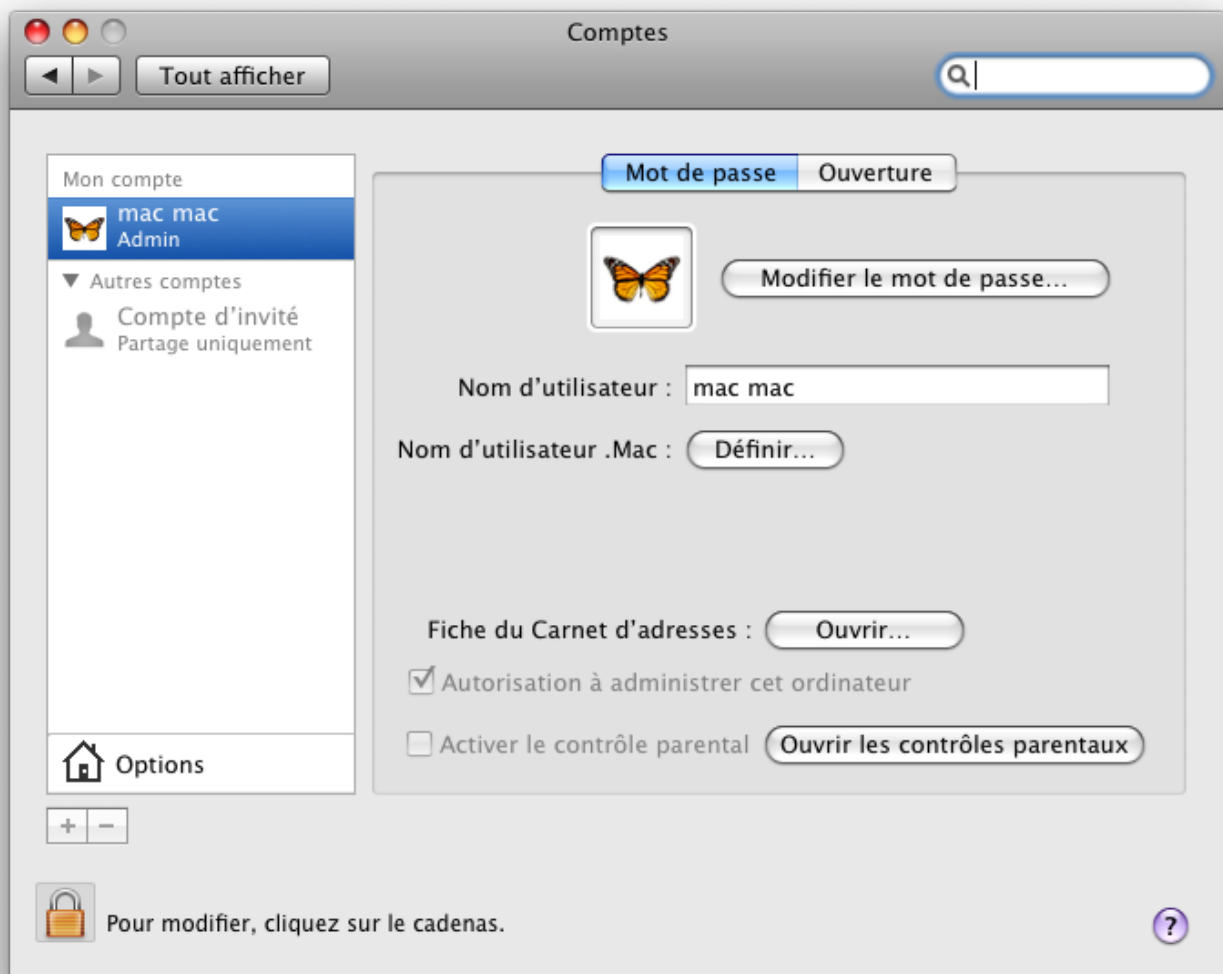 Comptes
Tout afficher
Mon compte
mac mac
Admin
Autres comptes
Compte d'invité
Partage uniquement
Options
+ −
Mot de passe Ouverture
Modifier le mot de passe...
Nom d'utilisateur : mac mac
Nom d'utilisateur .Mac : Définir...
Fiche du Carnet d'adresses : Ouvrir...
Autorisation à administrer cet ordinateur
Activer le contrôle parental Ouvrir les contrôles parentaux
Pour modifier, cliquez sur le cadenas.
?